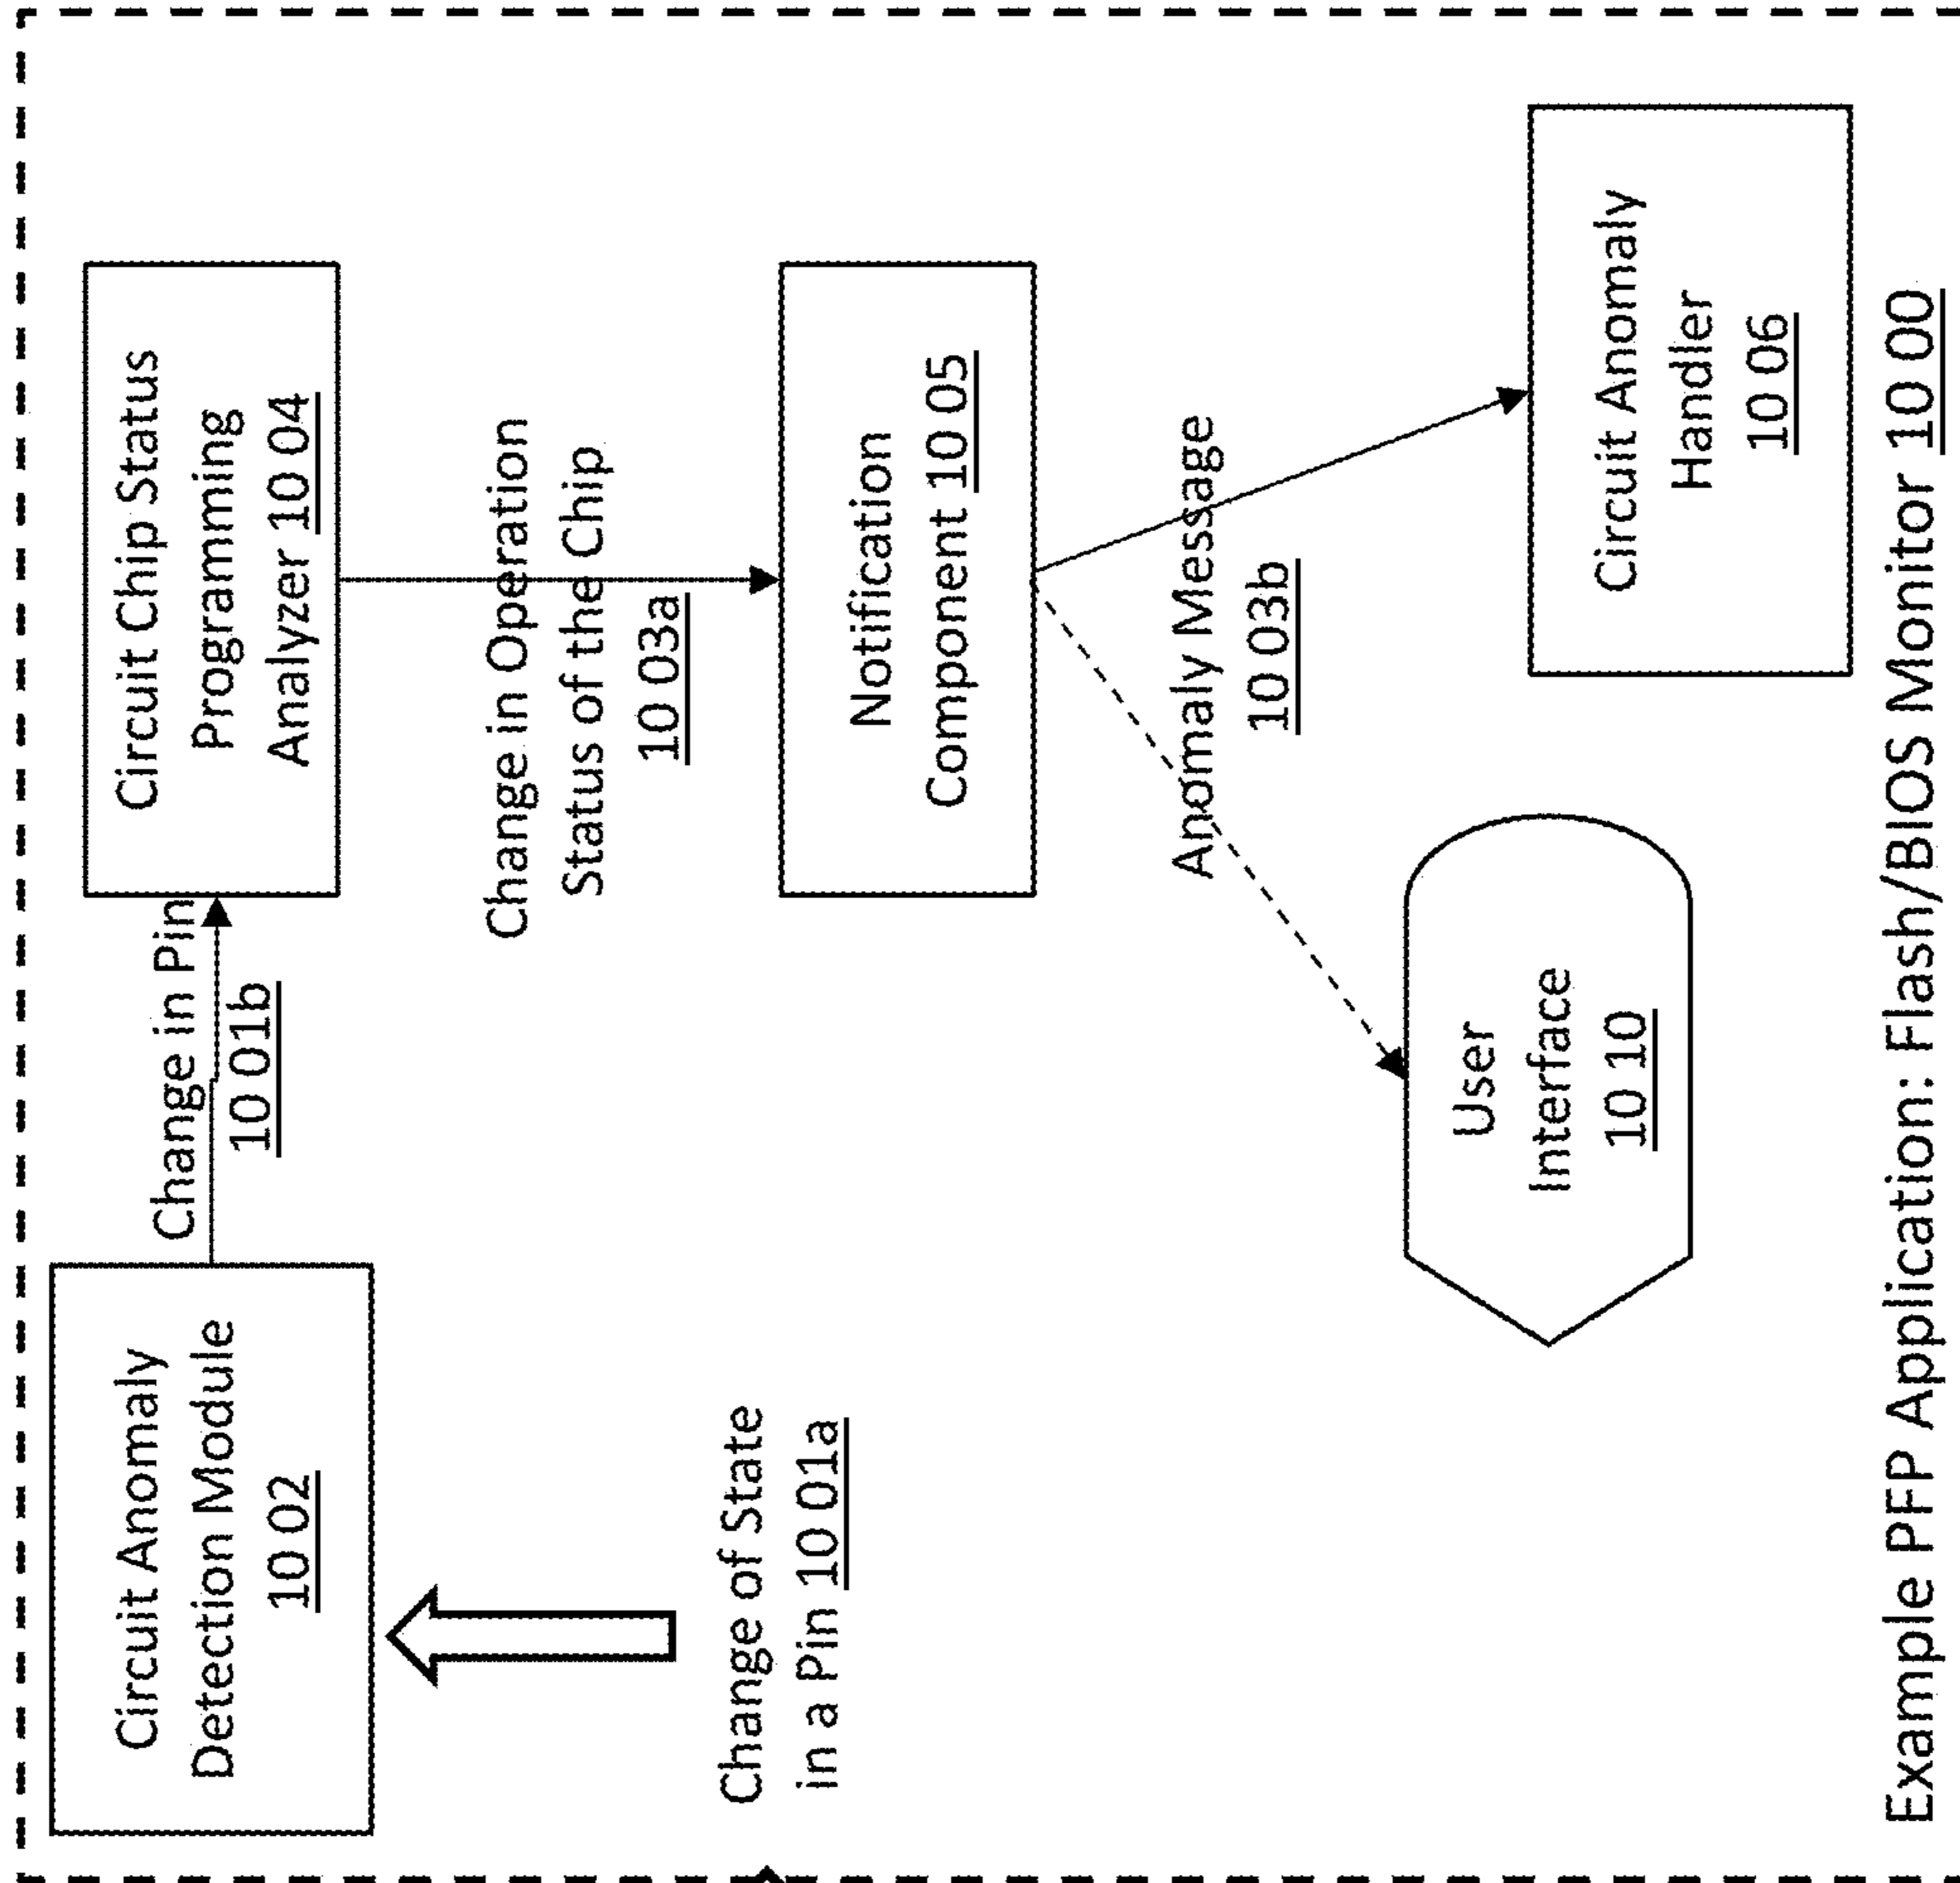 Circuit Anomaly
Detection Module
10 02
Change in Pin
10 01b
Circuit Chip Status
Programming
Analyzer 10 04
Change of State
in a Pin 10 01a
Change in Operation
Status of the Chip
10 03a
Notification
Component 10 05
Anomaly Message
10 03b
User
Interface
10 10
Circuit Anomaly
Handler
10 06
Example PFP Application: Flash/BIOS Monitor 10 00